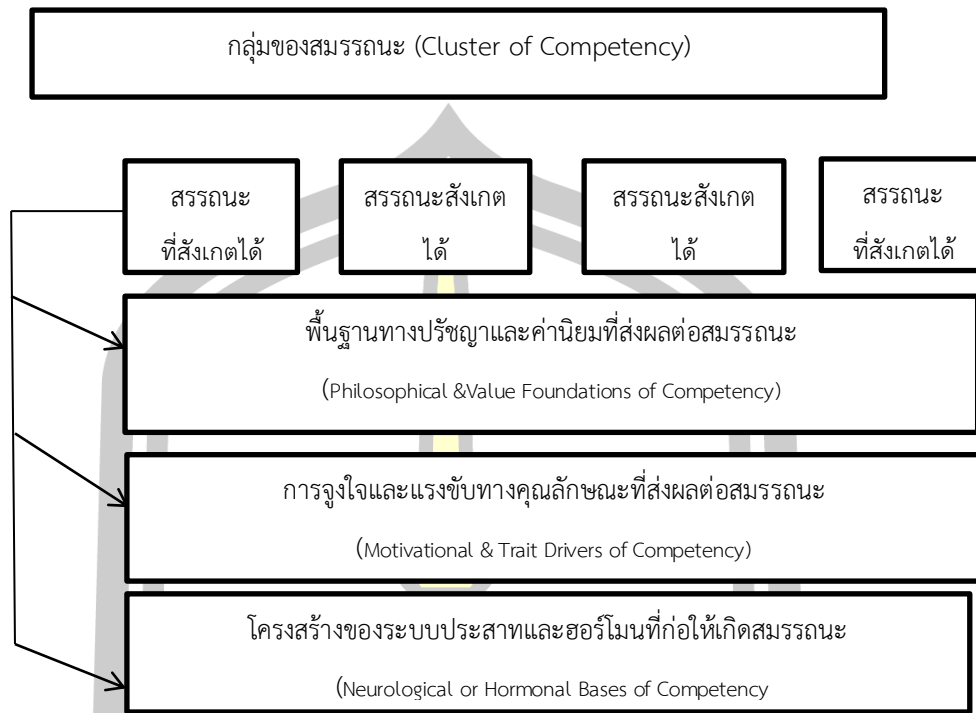 กลุ่มของสมรรถนะ (Cluster of Competency)
สรรถนะ
ที่สังเกตได้
สรรถนะสังเกต
ได้
สรรถนะสังเกต
ได้
สรรถนะ
ที่สังเกตได้
พื้นฐานทางปรัชญาและค่านิยมที่ส่งผลต่อสมรรถนะ
(Philosophical &Value Foundations of Competency)
การจูงใจและแรงขับทางคุณลักษณะที่ส่งผลต่อสมรรถนะ
(Motivational & Trait Drivers of Competency)
โครงสร้างของระบบประสาทและฮอร์โมนที่ก่อให้เกิดสมรรถนะ
(Neurological or Hormonal Bases of Competency